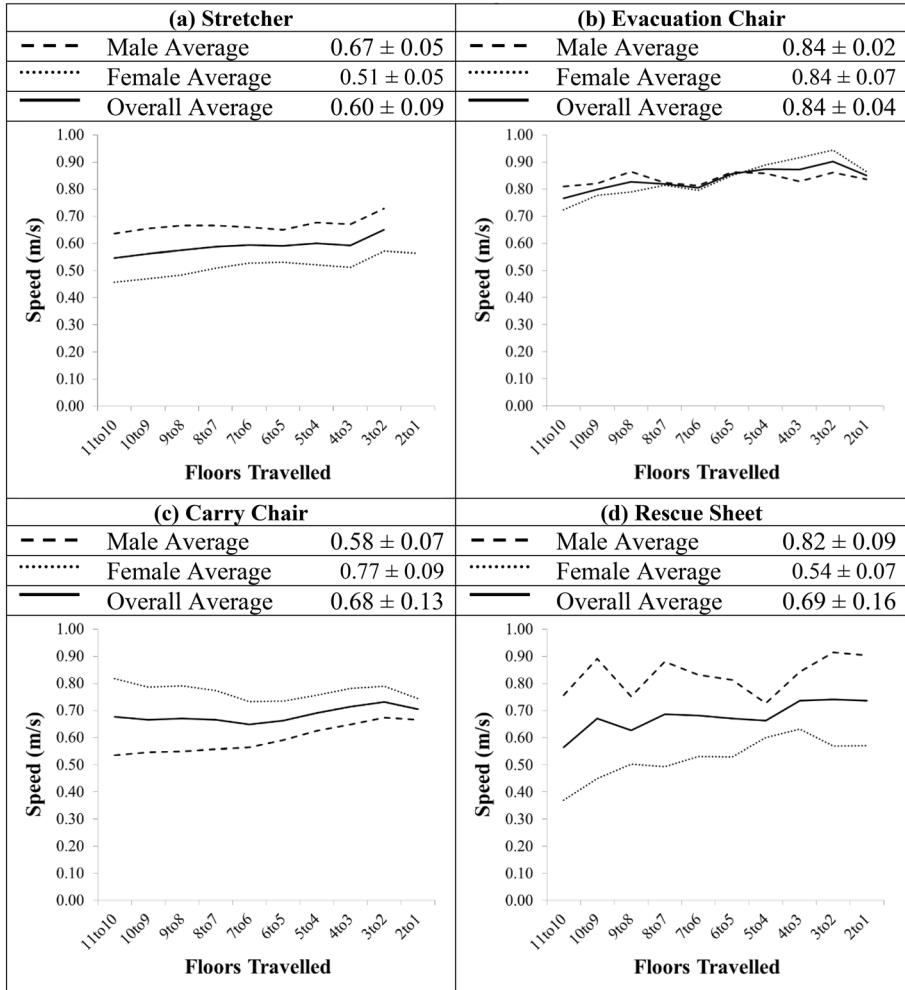 (a) Stretcher
Male Average 0.67 ± 0.05
Female Average 0.51 ± 0.05
Overall Average 0.60 ± 0.09
1.00
0.90
0.80
0.70
0.60
0.50
0.40
0.30
0.20
0.10
0.00
Speed (m/s)
11to10 10to9 9to8 8to7 7to6 6to5 5to4 4to3 3to2 2to1
Floors Travelled
(b) Evacuation Chair
Male Average 0.84 ± 0.02
Female Average 0.84 ± 0.07
Overall Average 0.84 ± 0.04
1.00
0.90
0.80
0.70
0.60
0.50
0.40
0.30
0.20
0.10
0.00
Speed (m/s)
11to10 10to9 9to8 8to7 7to6 6to5 5to4 4to3 3to2 2to1
Floors Travelled
(c) Carry Chair
Male Average 0.58 ± 0.07
Female Average 0.77 ± 0.09
Overall Average 0.68 ± 0.13
1.00
0.90
0.80
0.70
0.60
0.50
0.40
0.30
0.20
0.10
0.00
Speed (m/s)
11to10 10to9 9to8 8to7 7to6 6to5 5to4 4to3 3to2 2to1
Floors Travelled
(d) Rescue Sheet
Male Average 0.82 ± 0.09
Female Average 0.54 ± 0.07
Overall Average 0.69 ± 0.16
1.00
0.90
0.80
0.70
0.60
0.50
0.40
0.30
0.20
0.10
0.00
Speed (m/s)
11to10 10to9 9to8 8to7 7to6 6to5 5to4 4to3 3to2 2to1
Floors Travelled